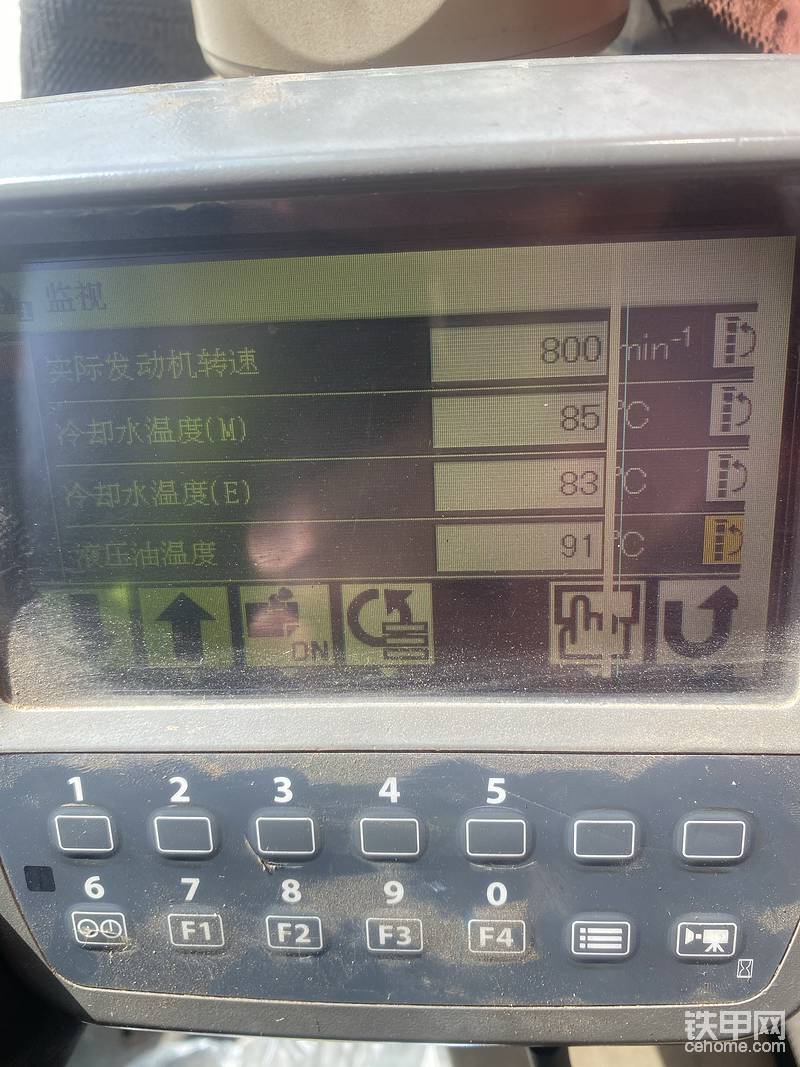 监视
实际发动机转速 800 min-1
冷却水温度(M) 85 °C
冷却水温度(E) 83 °C
液压油温度 91 °C
ON
1 2 3 4 5
6 7 8 9 0
F1 F2 F3 F4
铁甲网
cehome.com